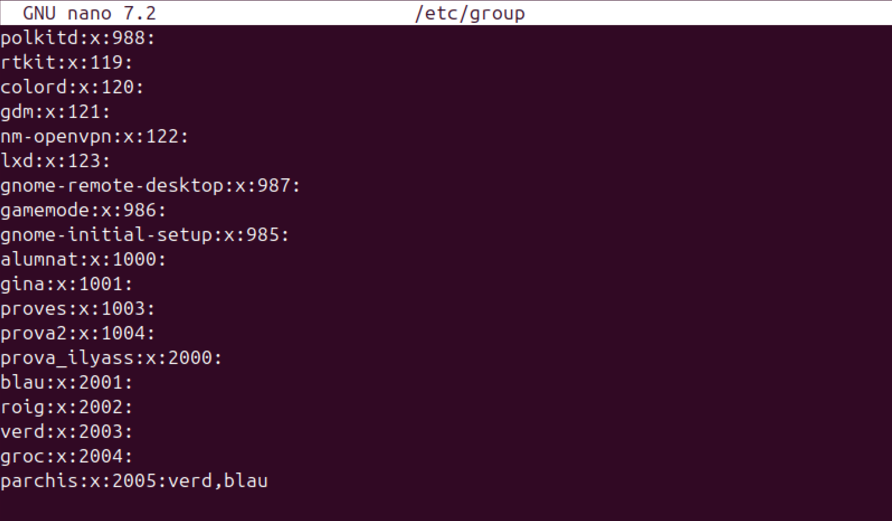 GNU nano 7.2 /etc/group
polkitd:x:988:
rtkit:x:119:
colord:x:120:
gdm:x:121:
nm-openvpn:x:122:
lxd:x:123:
gnome-remote-desktop:x:987:
gamemode:x:986:
gnome-initial-setup:x:985:
alumnat:x:1000:
gina:x:1001:
proves:x:1003:
prova2:x:1004:
prova_ilyass:x:2000:
blau:x:2001:
roig:x:2002:
verd:x:2003:
groc:x:2004:
parchis:x:2005:verd,blau